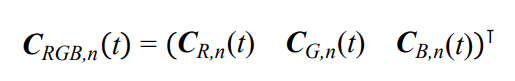 C_{RGB,n}(t) = (C_{R,n}(t) C_{G,n}(t) C_{B,n}(t))^⊺